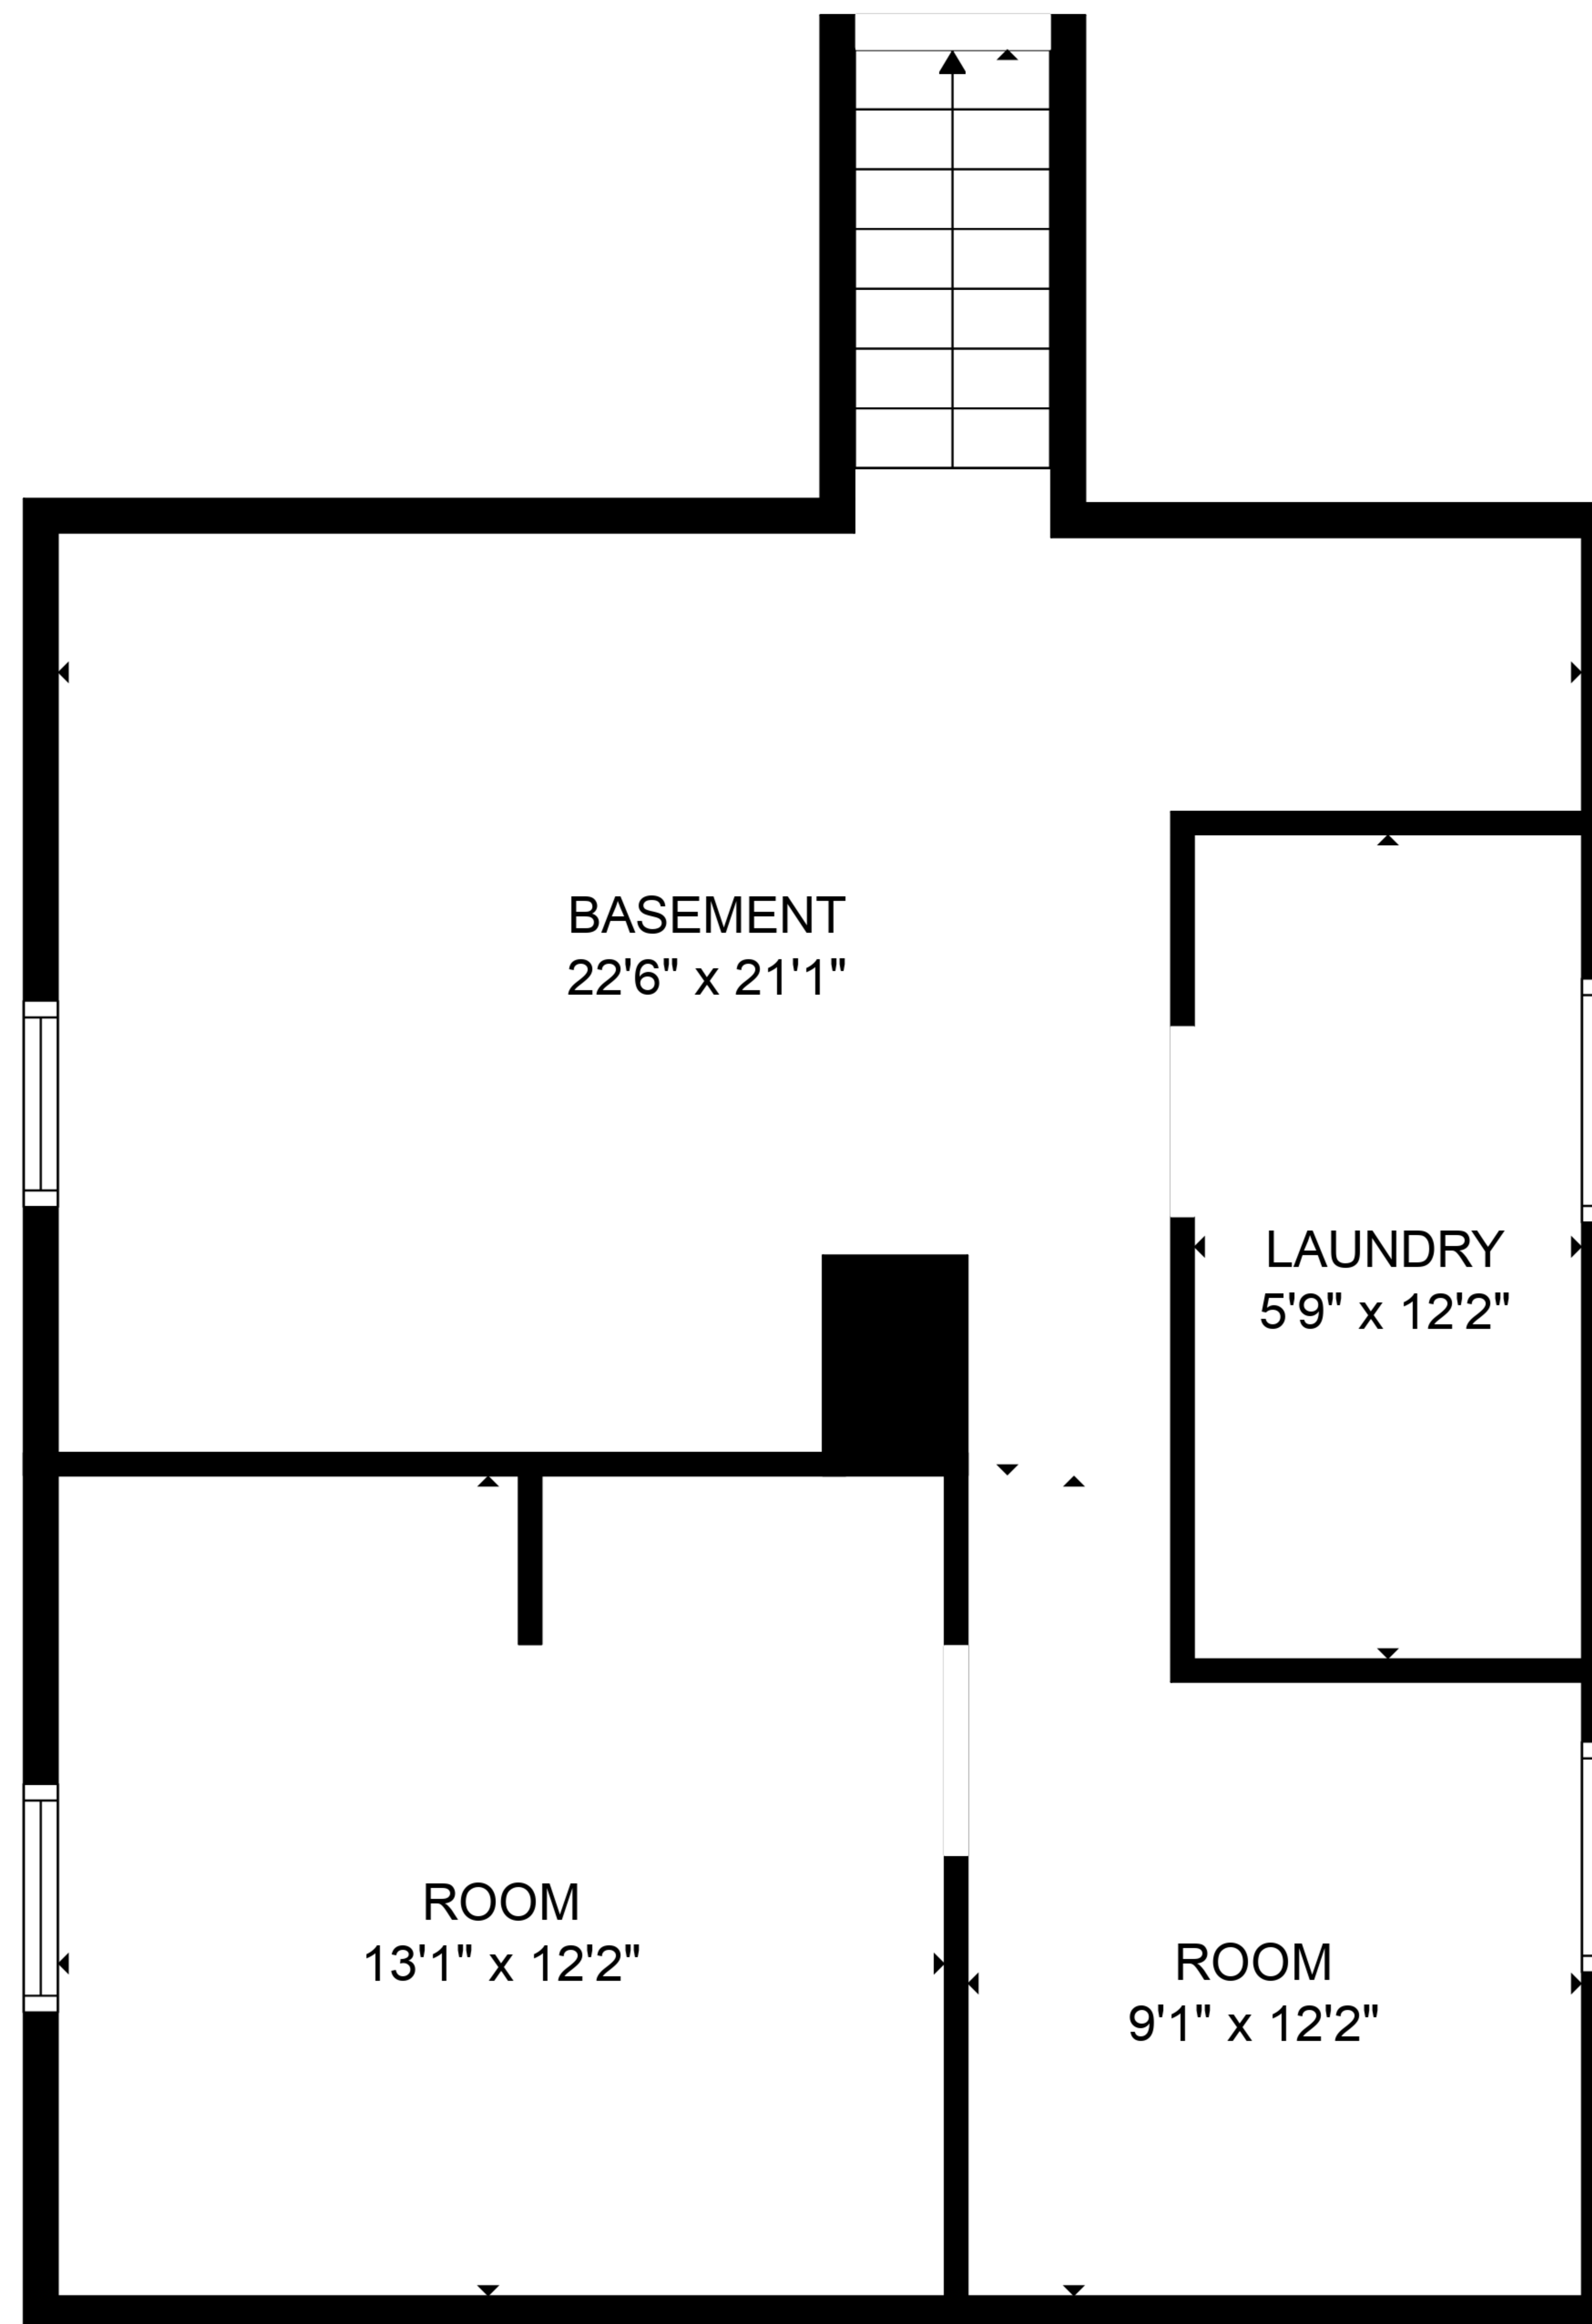 BASEMENT
22'6" x 21'1"
LAUNDRY
5'9" x 12'2"
ROOM
13'1" x 12'2"
ROOM
9'1" x 12'2"